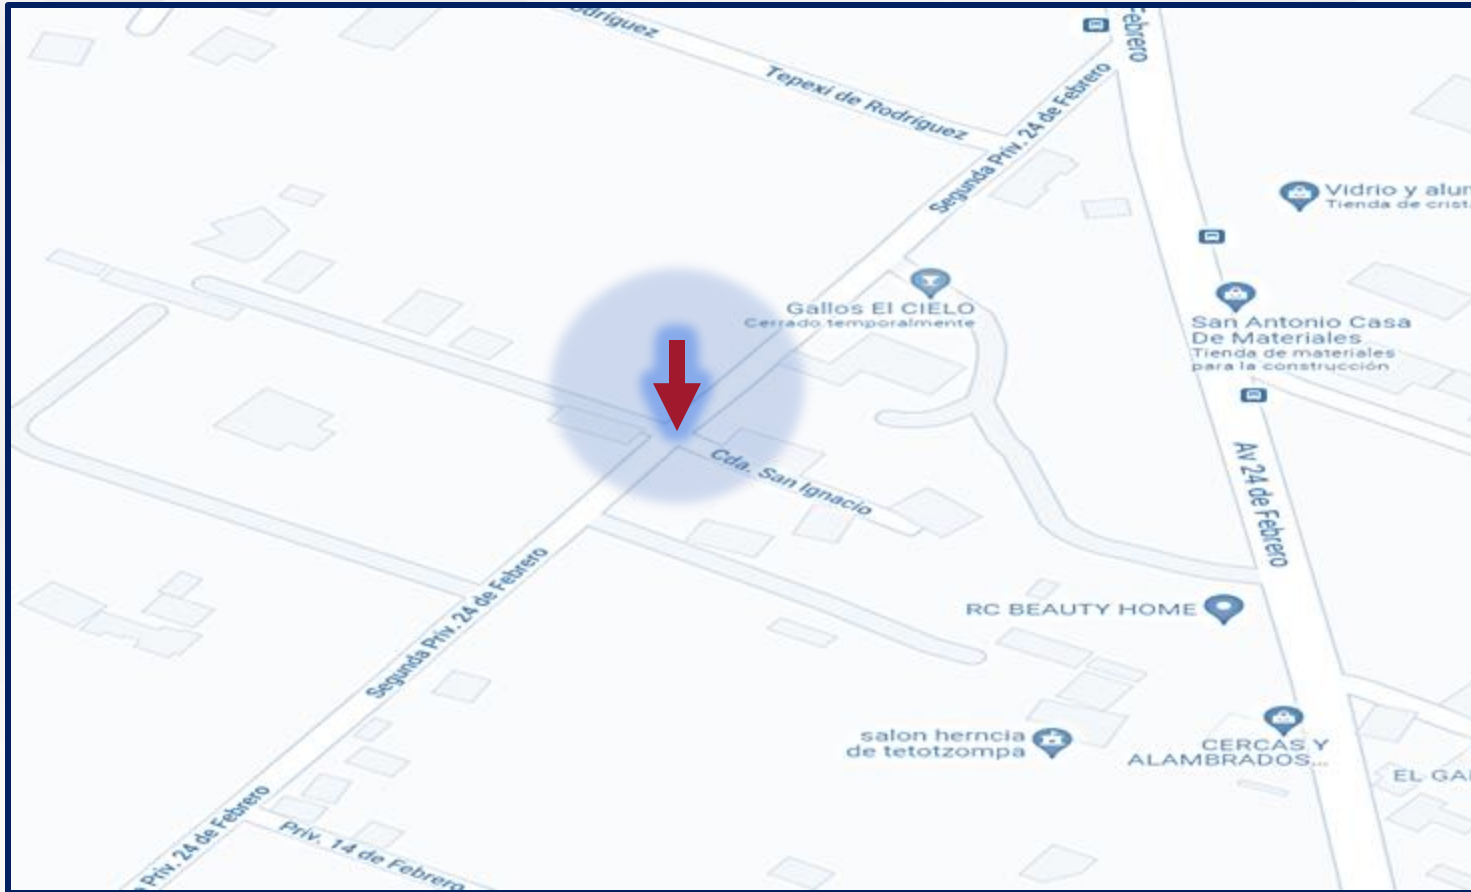 odriguez
Febrero
Tepexi de Rodríguez
Segunda Priv. 24 de Febrero
Vidrio y alum
Tienda de crista
Gallos El CIELO
Cerrado temporalmente
San Antonio Casa
De Materiales
Tienda de materiales
para la construcción
Cda. San Ignacio
Av 24 de Febrero
Segunda Priv. 24 de Febrero
RC BEAUTY HOME
salon herncia
de tetotzompa
CERCAS Y
ALAMBRADOS...
EL GA
a Priv. 24 de Febrero
Priv. 14 de Febrero